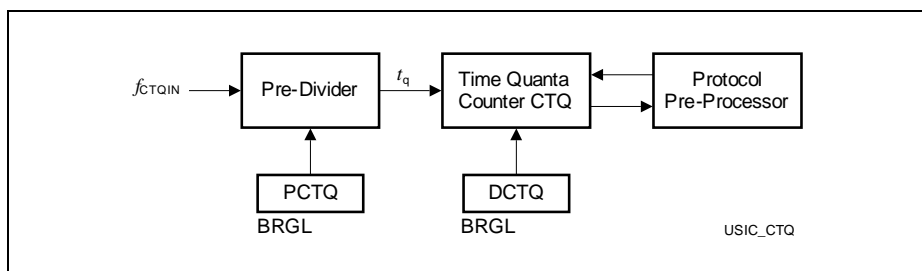 fCTQIN
Pre-Divider
tq
Time Quanta
Counter CTQ
Protocol
Pre-Processor
PCTQ
BRGL
DCTQ
BRGL
USIC_CTQ